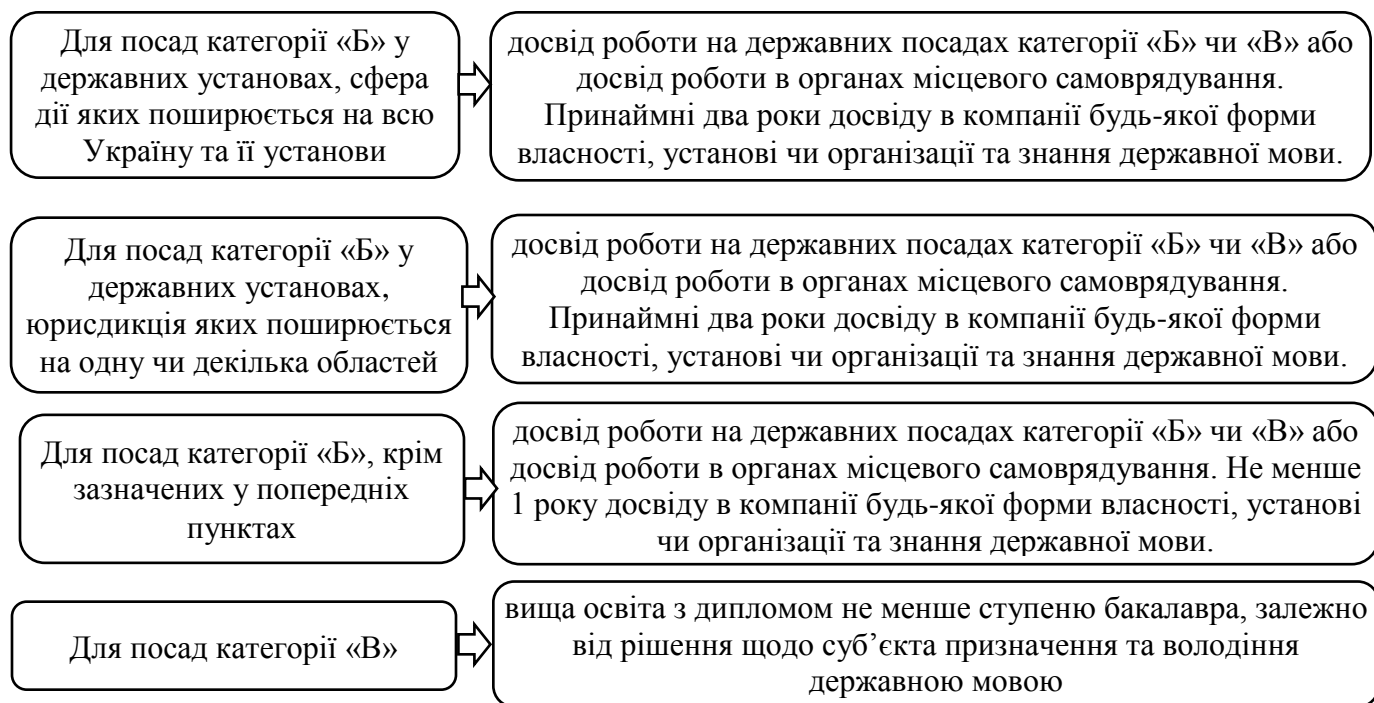 Для посад категорії «Б» у
державних установах, сфера
дії яких поширюється на всю
Україну та її установи
досвід роботи на державних посадах категорії «Б» чи «В» або
досвід роботи в органах місцевого самоврядування.
Принаймні два роки досвіду в компанії будь-якої форми
власності, установі чи організації та знання державної мови.
Для посад категорії «Б» у
державних установах,
юрисдикція яких поширюється
на одну чи декілька областей
досвід роботи на державних посадах категорії «Б» чи «В» або
досвід роботи в органах місцевого самоврядування.
Принаймні два роки досвіду в компанії будь-якої форми
власності, установі чи організації та знання державної мови.
Для посад категорії «Б», крім
зазначених у попередніх
пунктах
досвід роботи на державних посадах категорії «Б» чи «В» або
досвід роботи в органах місцевого самоврядування. Не менше
1 року досвіду в компанії будь-якої форми власності, установі
чи організації та знання державної мови.
Для посад категорії «В»
вища освіта з дипломом не менше ступеню бакалавра, залежно
від рішення щодо суб’єкта призначення та володіння
державною мовою